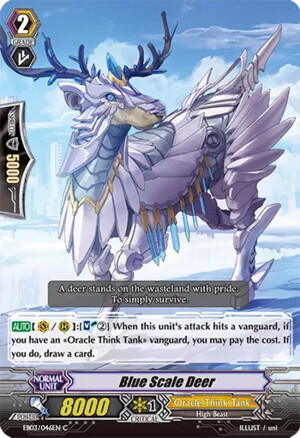 2
GRADE
5000
A deer stands on the wasteland with pride.
To simply survive.
AUTO [V/R]:[②] When this unit's attack hits a vanguard, if
you have an «Oracle Think Tank» vanguard, you may pay the cost. If
you do, draw a card.
NORMAL
UNIT
Blue Scale Deer
8000
1
CRITICAL
Oracle Think Tank
High Beast
EB03/046EN C
ILLUST / uni